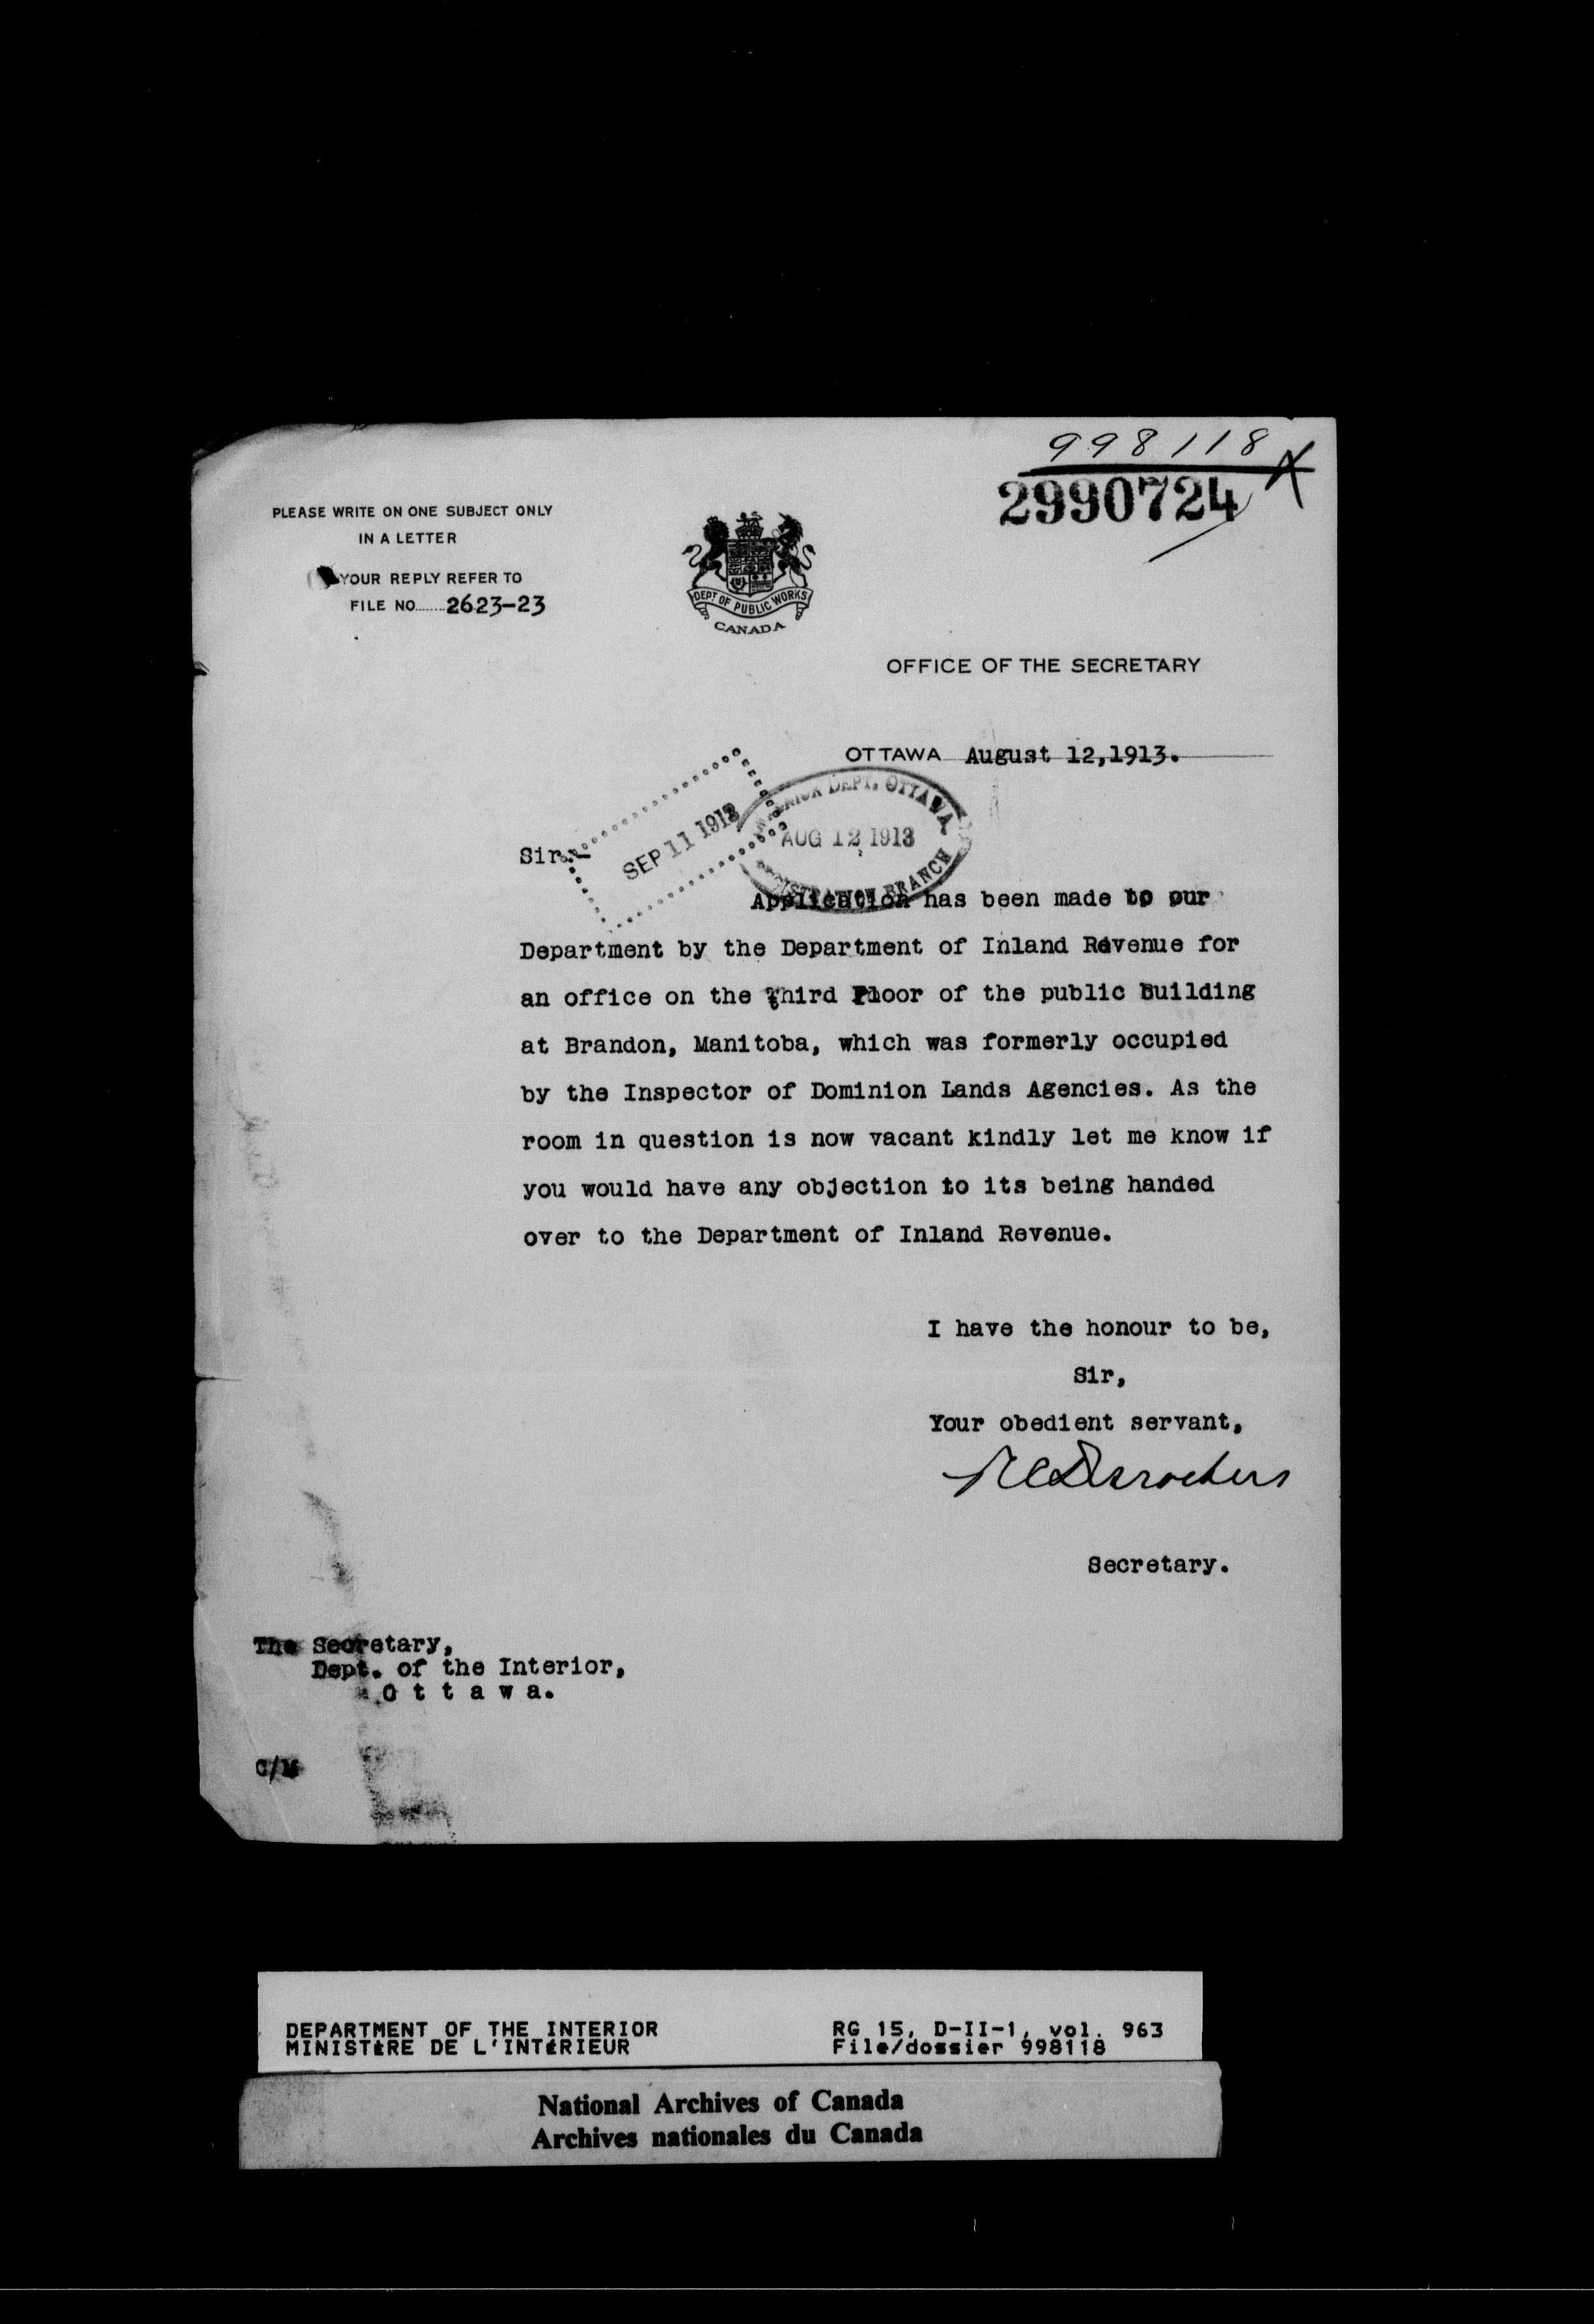 998118
2990724
PLEASE WRITE ON ONE SUBJECT ONLY
IN A LETTER
YOUR REPLY REFER TO
FILE NO. 2623-23
DEPT OF PUBLIC WORKS
CANADA
OFFICE OF THE SECRETARY
OTTAWA August 12,1913.
DEPT. OTTAWA
AUG 12 1913
BRANCH
SEP 11 1913
Sir:-
Application has been made to our
Department by the Department of Inland Revenue for
an office on the third floor of the public building
at Brandon, Manitoba, which was formerly occupied
by the Inspector of Dominion Lands Agencies. As the
room in question is now vacant kindly let me know if
you would have any objection to its being handed
over to the Department of Inland Revenue.
I have the honour to be,
Sir,
Your obedient servant,
RCDesrochers
Secretary.
The Secretary,
Dept. of the Interior,
O t t a w a.
C/M
DEPARTMENT OF THE INTERIOR
MINISTÈRE DE L'INTÉRIEUR
RG 15, D-II-1, vol. 963
File/dossier 998118
National Archives of Canada
Archives nationales du Canada